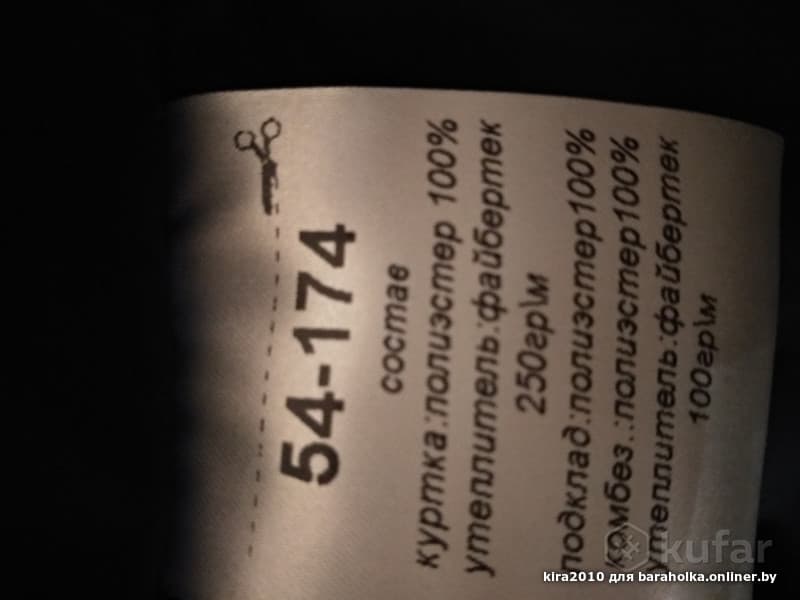 54-174
состав
куртка:полиэстер 100%
утеплитель:файбертек
250гр\м
подклад:полиэстер100%
комбез.:полиэстер100%
утеплитель:файбертек
100гр\м
kufar
kira2010 для baraholka.onliner.by